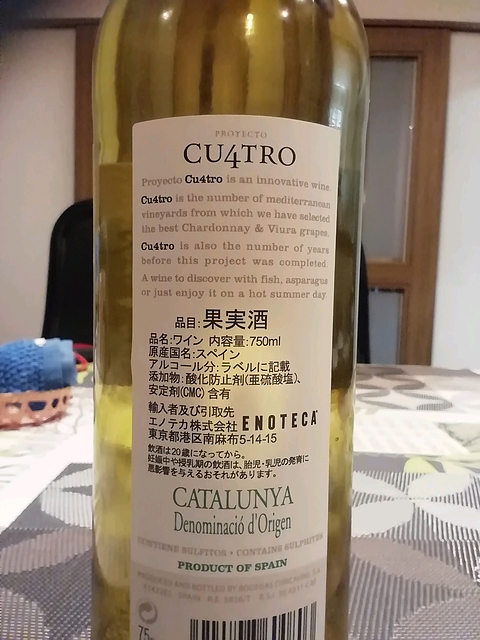 PROYECTO
CU4TRO
Proyecto Cu4tro is an innovative wine.
Cu4tro is the number of mediterranean
vineyards from which we have selected
the best Chardonnay & Viura grapes.
Cu4tro is also the number of years
before this project was completed.
A wine to discover with fish, asparagus
or just enjoy it on a hot summer day.
品目:果実酒
品名:ワイン 内容量:750ml
原産国名:スペイン
アルコール分:ラベルに記載
添加物:酸化防止剤(亜硫酸塩)、
安定剤(CMC)含有
輸入者及び引取先
エノテカ株式会社 ENOTECA
東京都港区南麻布5-14-15
飲酒は20歳になってから。
妊娠中や授乳期の飲酒は、胎児・乳児の発育に
悪影響を与えるおそれがあります。
CATALUNYA
Denominació d'Origen
CONTIENE SULFITOS • CONTAINS SULPHITES
PRODUCT OF SPAIN
PRODUCED AND BOTTLED BY